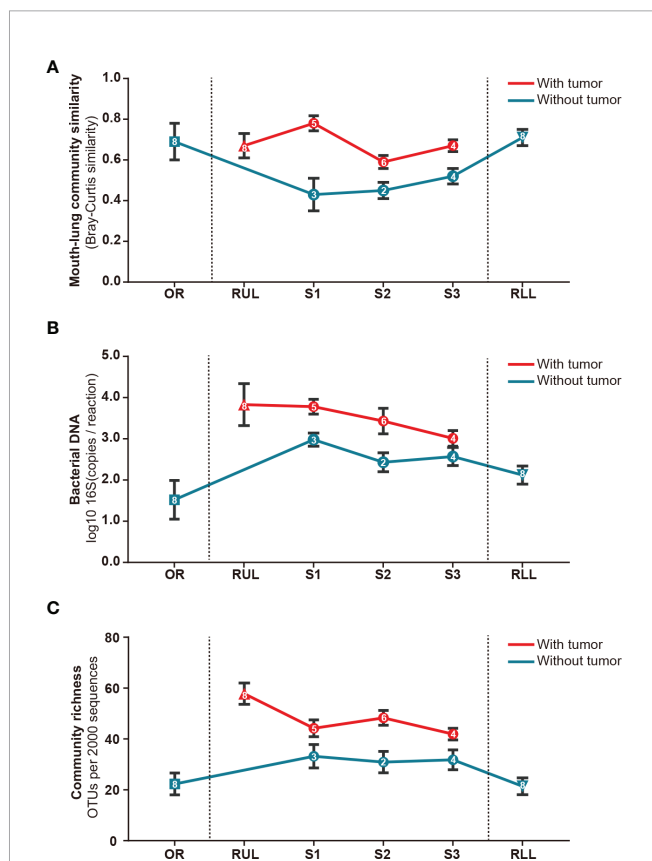 A
Mouth-lung community similarity
(Bray-Curtis similarity)
1.0
0.8
0.6
0.4
0.2
0.0
With tumor
Without tumor
8 8 5 3 6 2 4 4 8
OR RUL S1 S2 S3 RLL
B
Bacterial DNA
log10 16S(copies / reaction)
5.0
4.0
3.0
2.0
1.0
0.0
With tumor
Without tumor
8 8 5 3 6 2 4 4 8
OR RUL S1 S2 S3 RLL
C
Community richness
OTUs per 2000 sequences
80
60
40
20
0
With tumor
Without tumor
8 8 5 3 6 2 4 4 8
OR RUL S1 S2 S3 RLL